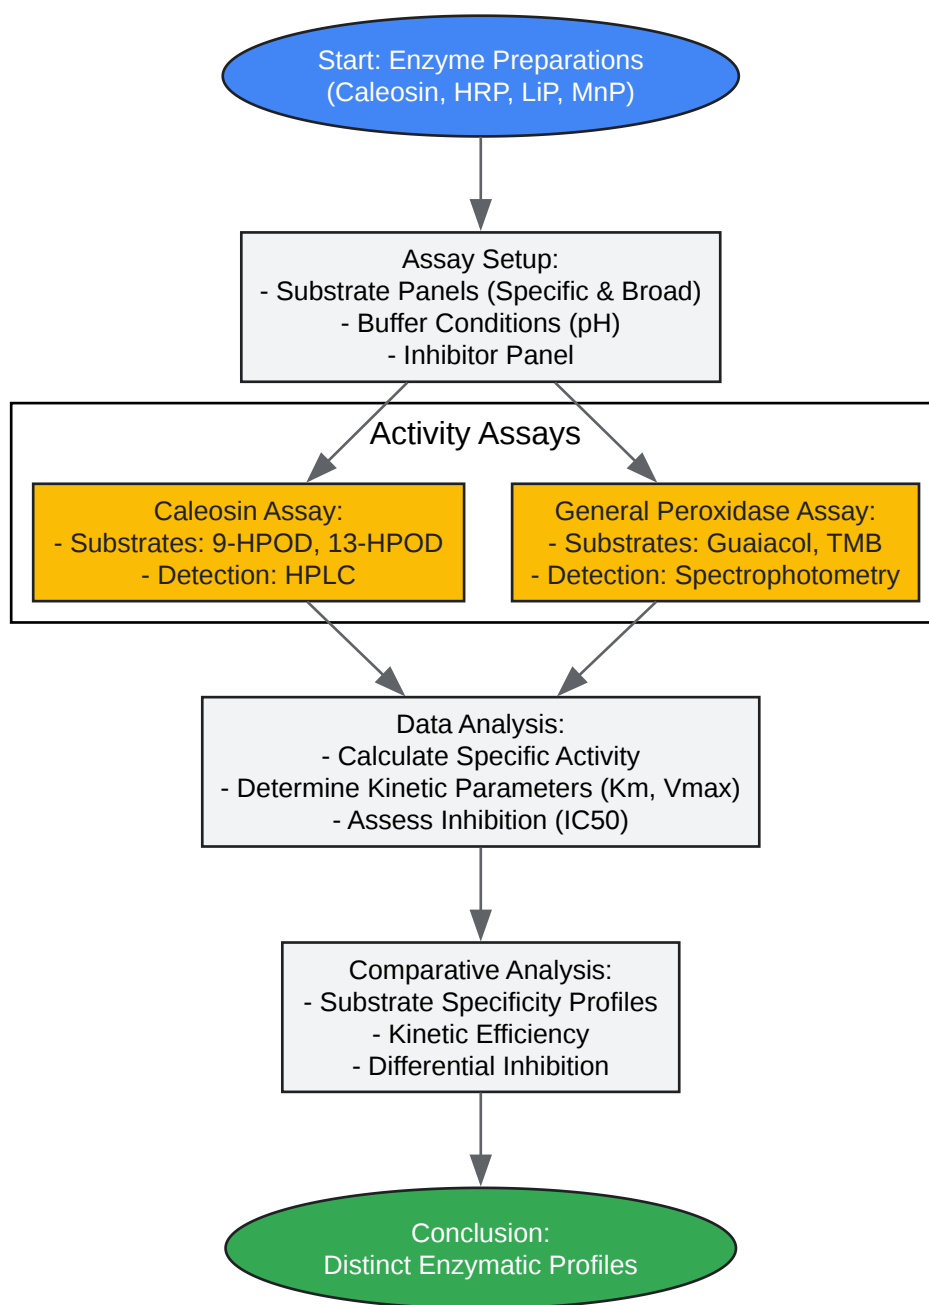 Start: Enzyme Preparations
(Caleosin, HRP, LiP, MnP)
Assay Setup:
- Substrate Panels (Specific & Broad)
- Buffer Conditions (pH)
- Inhibitor Panel
Activity Assays
Caleosin Assay:
- Substrates: 9-HPOD, 13-HPOD
- Detection: HPLC
General Peroxidase Assay:
- Substrates: Guaiacol, TMB
- Detection: Spectrophotometry
Data Analysis:
- Calculate Specific Activity
- Determine Kinetic Parameters (Km, Vmax)
- Assess Inhibition (IC50)
Comparative Analysis:
- Substrate Specificity Profiles
- Kinetic Efficiency
- Differential Inhibition
Conclusion:
Distinct Enzymatic Profiles